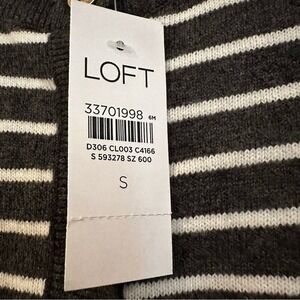 LOFT
33701998 6M
D306 CL003 C4166
S 593278 SZ 600
S